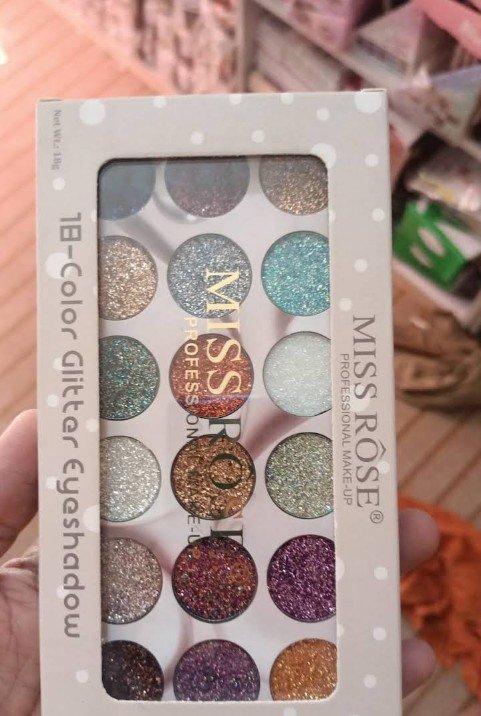 Net Wt.: 18g
18-Color Glitter Eyeshadow
MISS ROSE
PROFESSIONAL MAKE-UP
MISS RÔSE®
PROFESSIONAL MAKE-UP